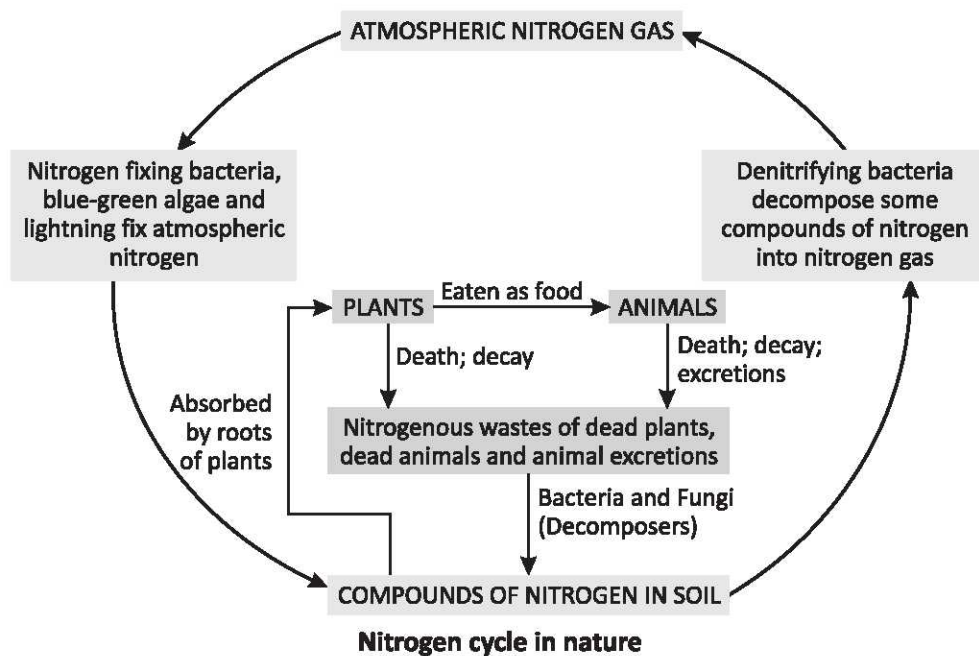 ATMOSPHERIC NITROGEN GAS
Nitrogen fixing bacteria,
blue-green algae and
lightning fix atmospheric
nitrogen
Denitrifying bacteria
decompose some
compounds of nitrogen
into nitrogen gas
PLANTS
Eaten as food
ANIMALS
Death; decay
Death; decay;
excretions
Absorbed
by roots
of plants
Nitrogenous wastes of dead plants,
dead animals and animal excretions
Bacteria and Fungi
(Decomposers)
COMPOUNDS OF NITROGEN IN SOIL
Nitrogen cycle in nature